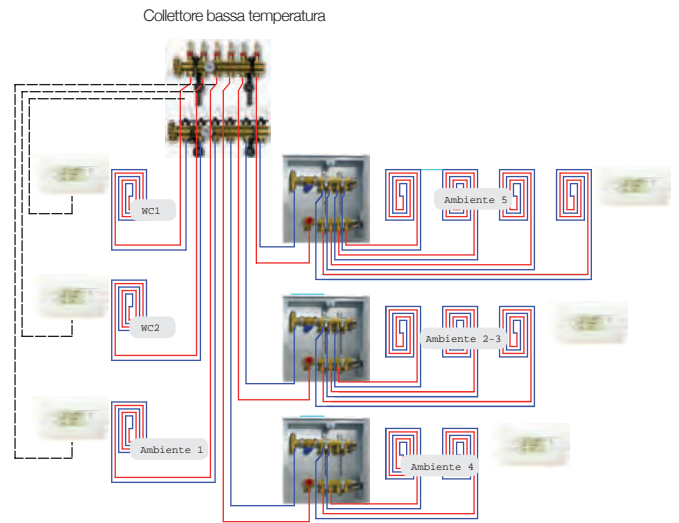 Collettore bassa temperatura
WC1
Ambiente 5
WC2
Ambiente 2-3
Ambiente 1
Ambiente 4